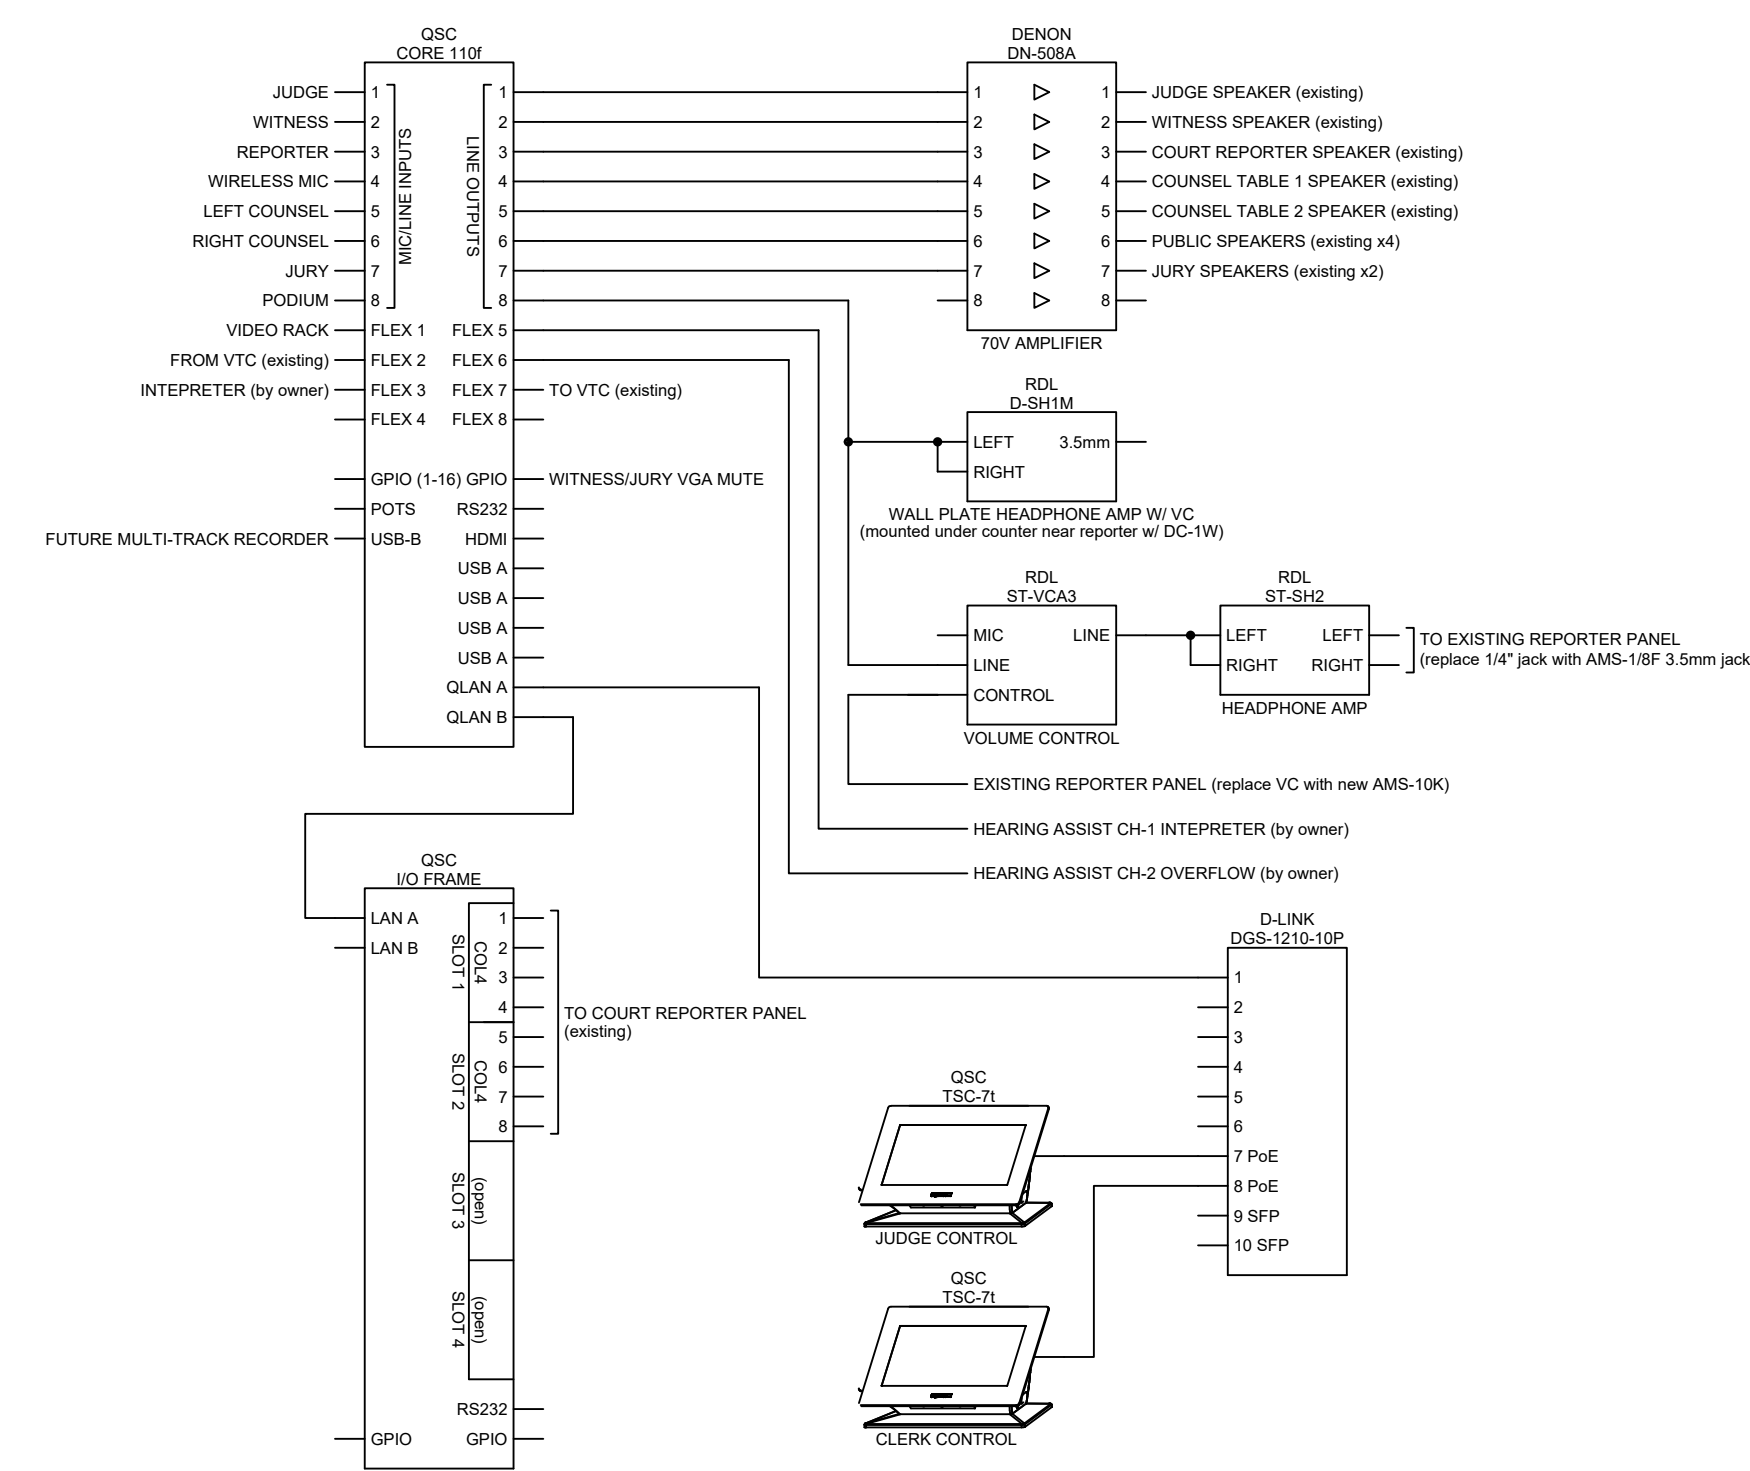 QSC
CORE 110f
JUDGE
WITNESS
REPORTER
WIRELESS MIC
LEFT COUNSEL
RIGHT COUNSEL
JURY
PODIUM
VIDEO RACK
FROM VTC (existing)
INTEPRETER (by owner)
FUTURE MULTI-TRACK RECORDER
1
2
3
4
5
6
7
8
MIC/LINE INPUTS
FLEX 1
FLEX 2
FLEX 3
FLEX 4
GPIO (1-16)
POTS
USB-B
LINE OUTPUTS
1
2
3
4
5
6
7
8
FLEX 5
FLEX 6
FLEX 7
FLEX 8
GPIO
RS232
HDMI
USB A
USB A
USB A
USB A
QLAN A
QLAN B
TO VTC (existing)
WITNESS/JURY VGA MUTE
DENON
DN-508A
1
2
3
4
5
6
7
8
1
2
3
4
5
6
7
8
JUDGE SPEAKER (existing)
WITNESS SPEAKER (existing)
COURT REPORTER SPEAKER (existing)
COUNSEL TABLE 1 SPEAKER (existing)
COUNSEL TABLE 2 SPEAKER (existing)
PUBLIC SPEAKERS (existing x4)
JURY SPEAKERS (existing x2)
70V AMPLIFIER
RDL
D-SH1M
LEFT
RIGHT
3.5mm
WALL PLATE HEADPHONE AMP W/ VC
(mounted under counter near reporter w/ DC-1W)
RDL
ST-VCA3
MIC
LINE
CONTROL
LINE
VOLUME CONTROL
RDL
ST-SH2
LEFT
RIGHT
LEFT
RIGHT
HEADPHONE AMP
TO EXISTING REPORTER PANEL
(replace 1/4" jack with AMS-1/8F 3.5mm jack
EXISTING REPORTER PANEL (replace VC with new AMS-10K)
HEARING ASSIST CH-1 INTEPRETER (by owner)
HEARING ASSIST CH-2 OVERFLOW (by owner)
QSC
I/O FRAME
LAN A
LAN B
SLOT 1
COL4
1
2
3
4
SLOT 2
COL4
5
6
7
8
SLOT 3
(open)
SLOT 4
(open)
RS232
GPIO
GPIO
TO COURT REPORTER PANEL
(existing)
D-LINK
DGS-1210-10P
1
2
3
4
5
6
7 PoE
8 PoE
9 SFP
10 SFP
QSC
TSC-7t
JUDGE CONTROL
QSC
TSC-7t
CLERK CONTROL